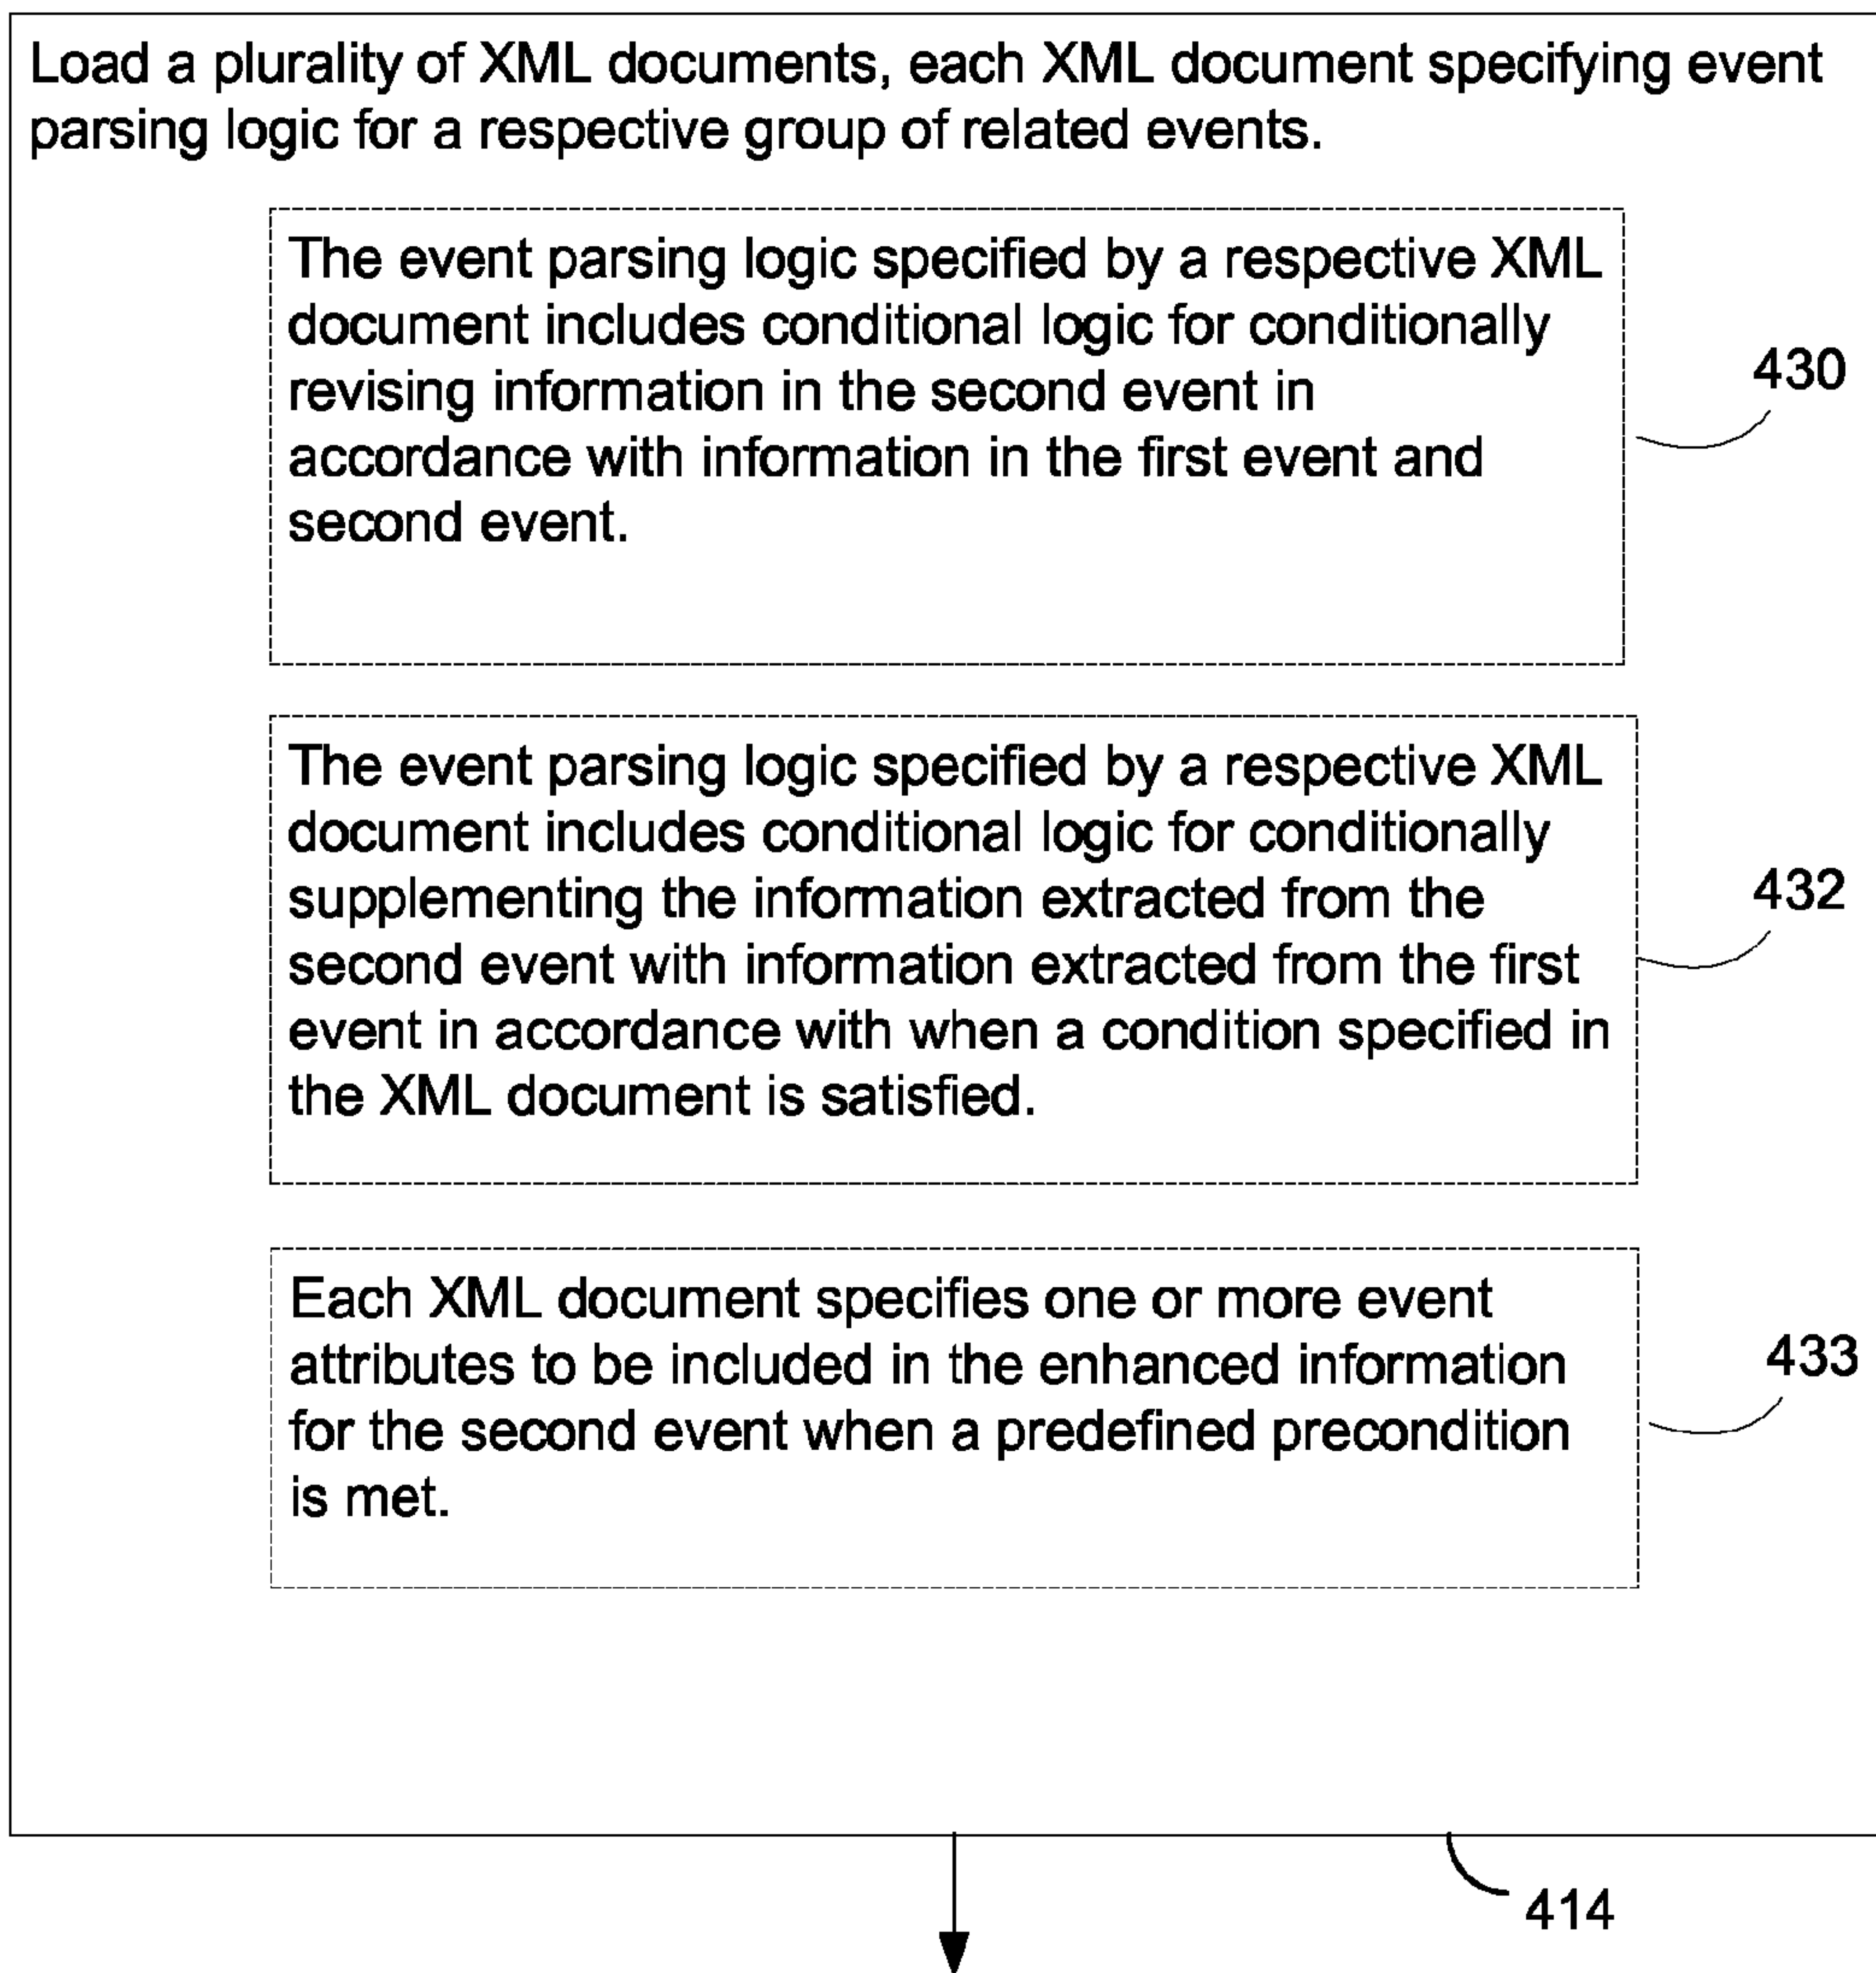 Load a plurality of XML documents, each XML document specifying event
parsing logic for a respective group of related events.
The event parsing logic specified by a respective XML
document includes conditional logic for conditionally
revising information in the second event in
accordance with information in the first event and
second event.
430
The event parsing logic specified by a respective XML
document includes conditional logic for conditionally
supplementing the information extracted from the
second event with information extracted from the first
event in accordance with when a condition specified in
the XML document is satisfied.
432
Each XML document specifies one or more event
attributes to be included in the enhanced information
for the second event when a predefined precondition
is met.
433
414